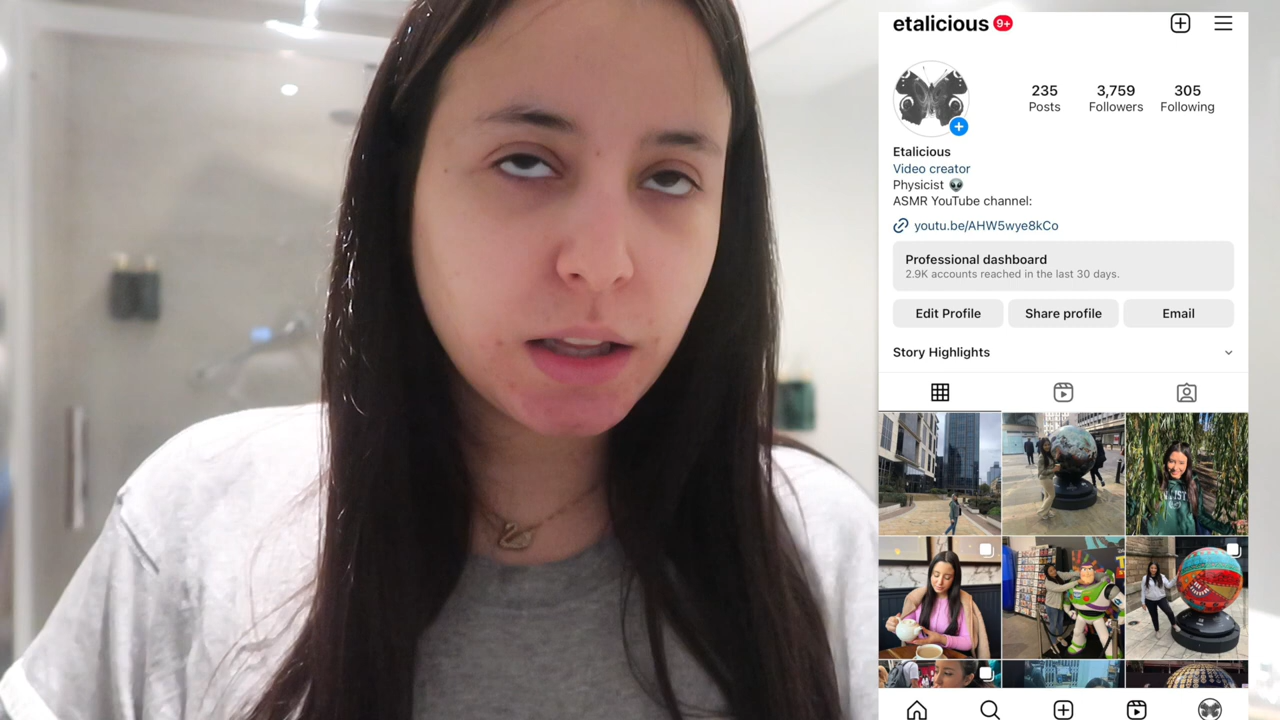 etalicious 9+
235 3,759 305
Posts Followers Following
Etalicious
Video creator
Physicist 👽
ASMR YouTube channel:
youtu.be/AHW5wye8kCo
Professional dashboard
2.9K accounts reached in the last 30 days.
Edit Profile Share profile Email
Story Highlights